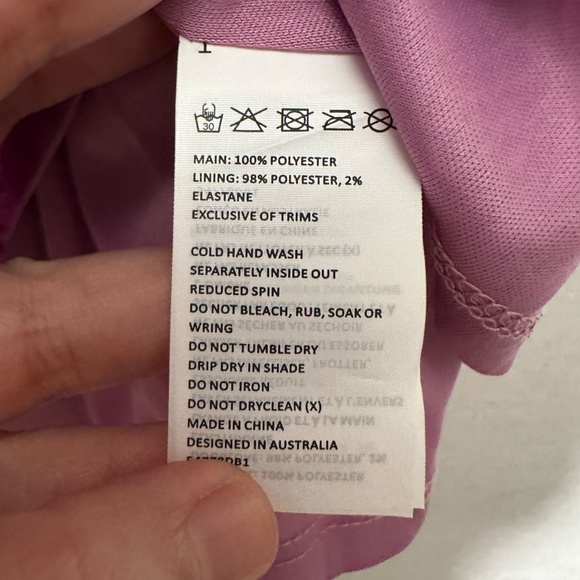 1
30
MAIN: 100% POLYESTER
LINING: 98% POLYESTER, 2%
ELASTANE
EXCLUSIVE OF TRIMS
COLD HAND WASH
SEPARATELY INSIDE OUT
REDUCED SPIN
DO NOT BLEACH, RUB, SOAK OR
WRING
DO NOT TUMBLE DRY
DRIP DRY IN SHADE
DO NOT IRON
DO NOT DRYCLEAN (X)
MADE IN CHINA
DESIGNED IN AUSTRALIA